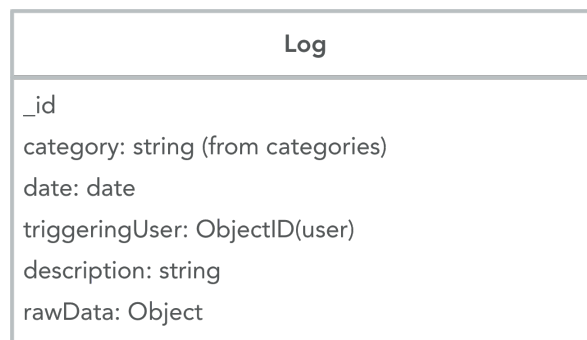 Log
_id
category: string (from categories)
date: date
triggeringUser: ObjectID(user)
description: string
rawData: Object